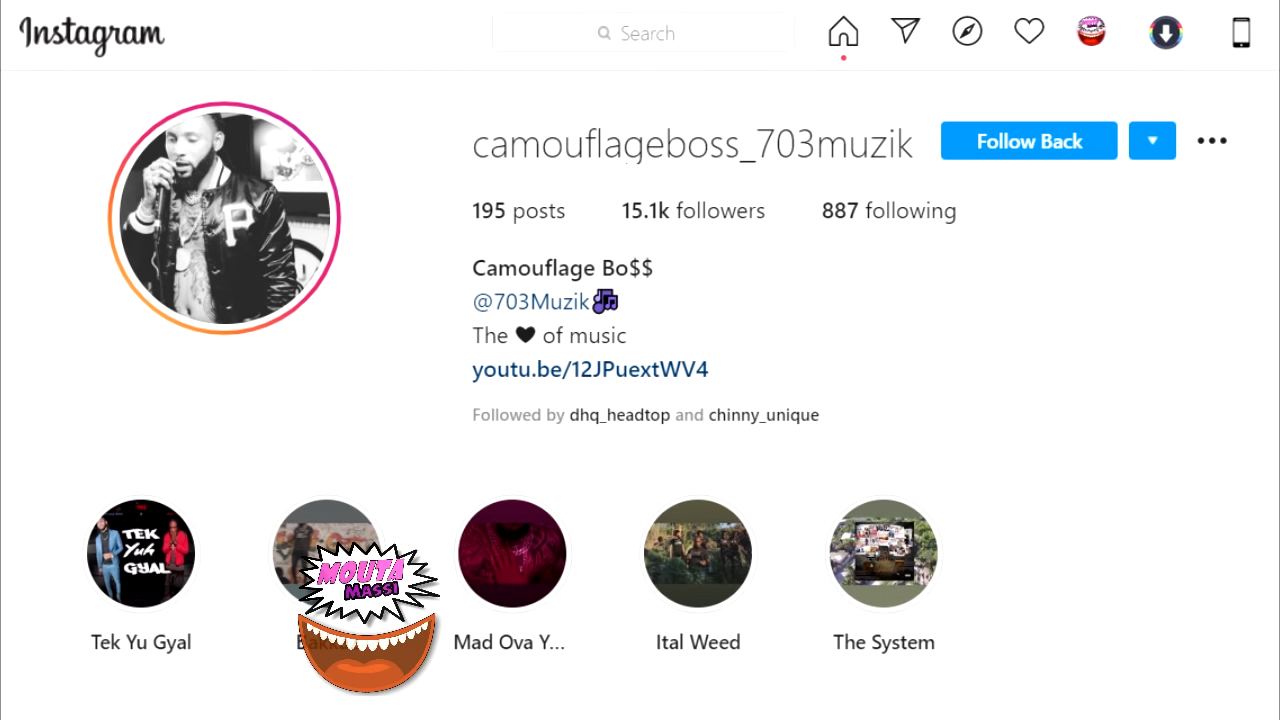 Instagram
Search
camouflageboss_703muzik
Follow Back
195 posts 15.1k followers 887 following
Camouflage Bo$$
@703Muzik
The 🖤 of music
youtu.be/12JPuextWV4
Followed by dhq_headtop and chinny_unique
P
TEK
Yuh
GYAL
MOUTA
MASSI
Tek Yu Gyal
Mad Ova Y...
Ital Weed
The System